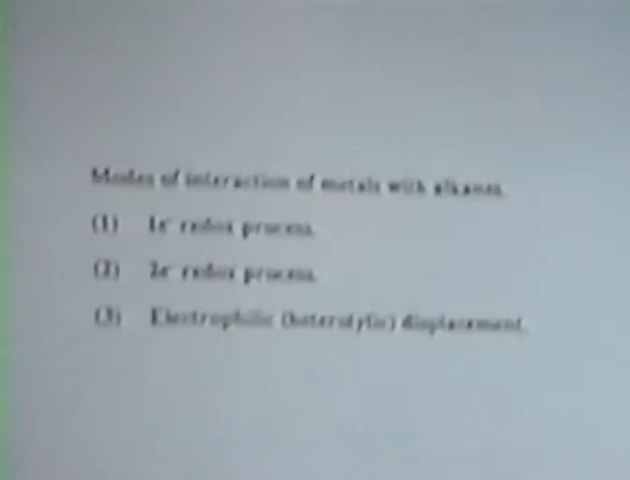 Modes of interaction of metals with alkanes.
(1) 1e⁻ redox process.
(2) 2e⁻ redox process.
(3) Electrophilic (heterolytic) displacement.